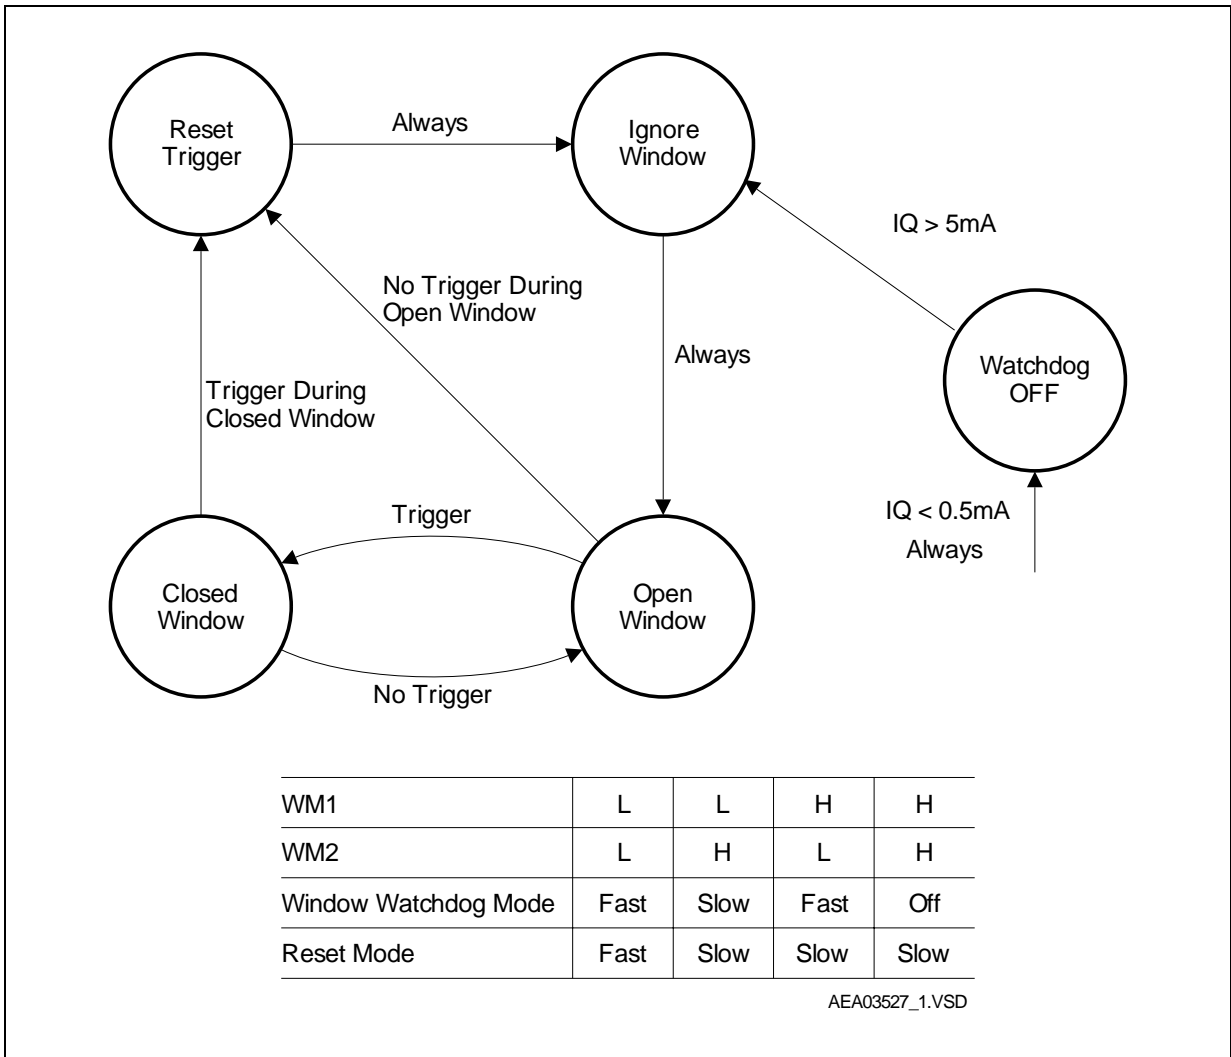 Reset
Trigger
Always
Ignore
Window
IQ > 5mA
No Trigger During
Open Window
Always
Watchdog
OFF
Trigger During
Closed Window
IQ < 0.5mA
Always
Trigger
Closed
Window
Open
Window
No Trigger
WM1 L L H H
WM2 L H L H
Window Watchdog Mode Fast Slow Fast Off
Reset Mode Fast Slow Slow Slow
AEA03527_1.VSD